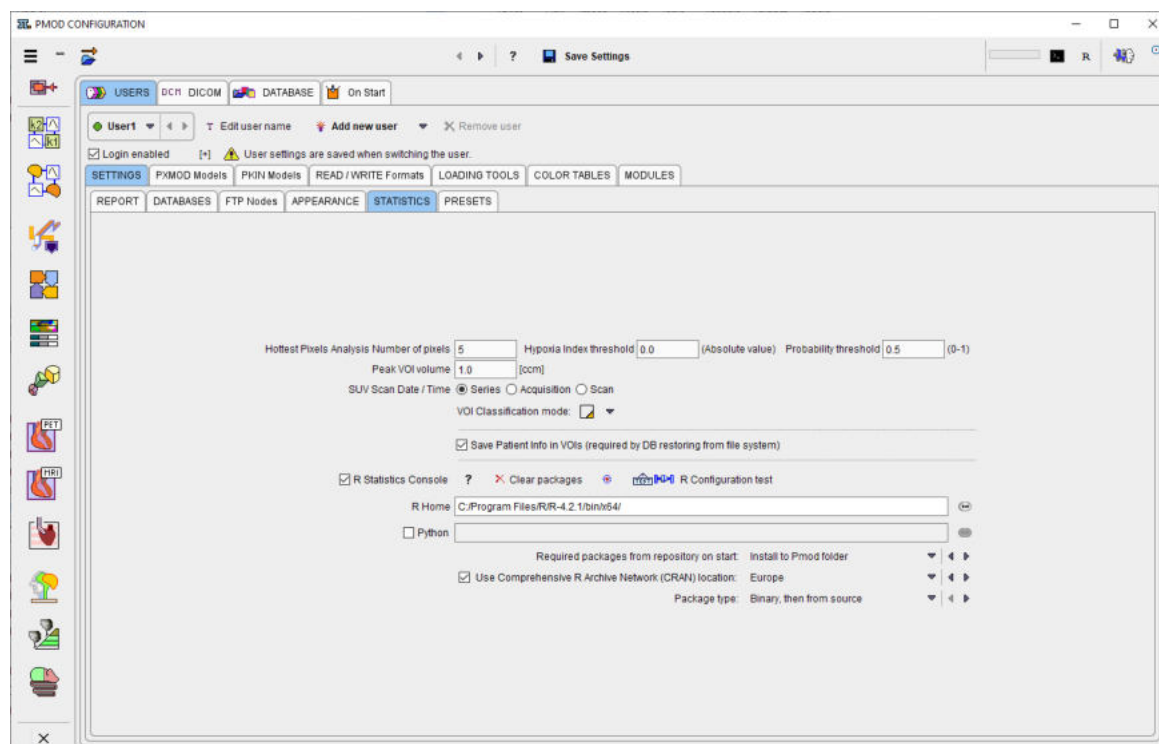 PMOD CONFIGURATION
? Save Settings R
USERS DCM DICOM DATABASE On Start
User1 T Edit user name Add new user Remove user
Login enabled [+] User settings are saved when switching the user.
SETTINGS PXMOD Models PKIN Models READ / WRITE Formats LOADING TOOLS COLOR TABLES MODULES
REPORT DATABASES FTP Nodes APPEARANCE STATISTICS PRESETS
k2
k1
Hottest Pixels Analysis Number of pixels 5 Hypoxia Index threshold 0.0 (Absolute value) Probability threshold 0.5 (0-1)
Peak VOI volume 1.0 [ccm]
SUV Scan Date / Time Series Acquisition Scan
VOI Classification mode:
PET
Save Patient Info in VOIs (required by DB restoring from file system)
MRI
R Statistics Console ? Clear packages R Configuration test
R Home C:/Program Files/R/R-4.2.1/bin/x64/
Python
Required packages from repository on start: Install to Pmod folder
Use Comprehensive R Archive Network (CRAN) location: Europe
Package type: Binary, then from source